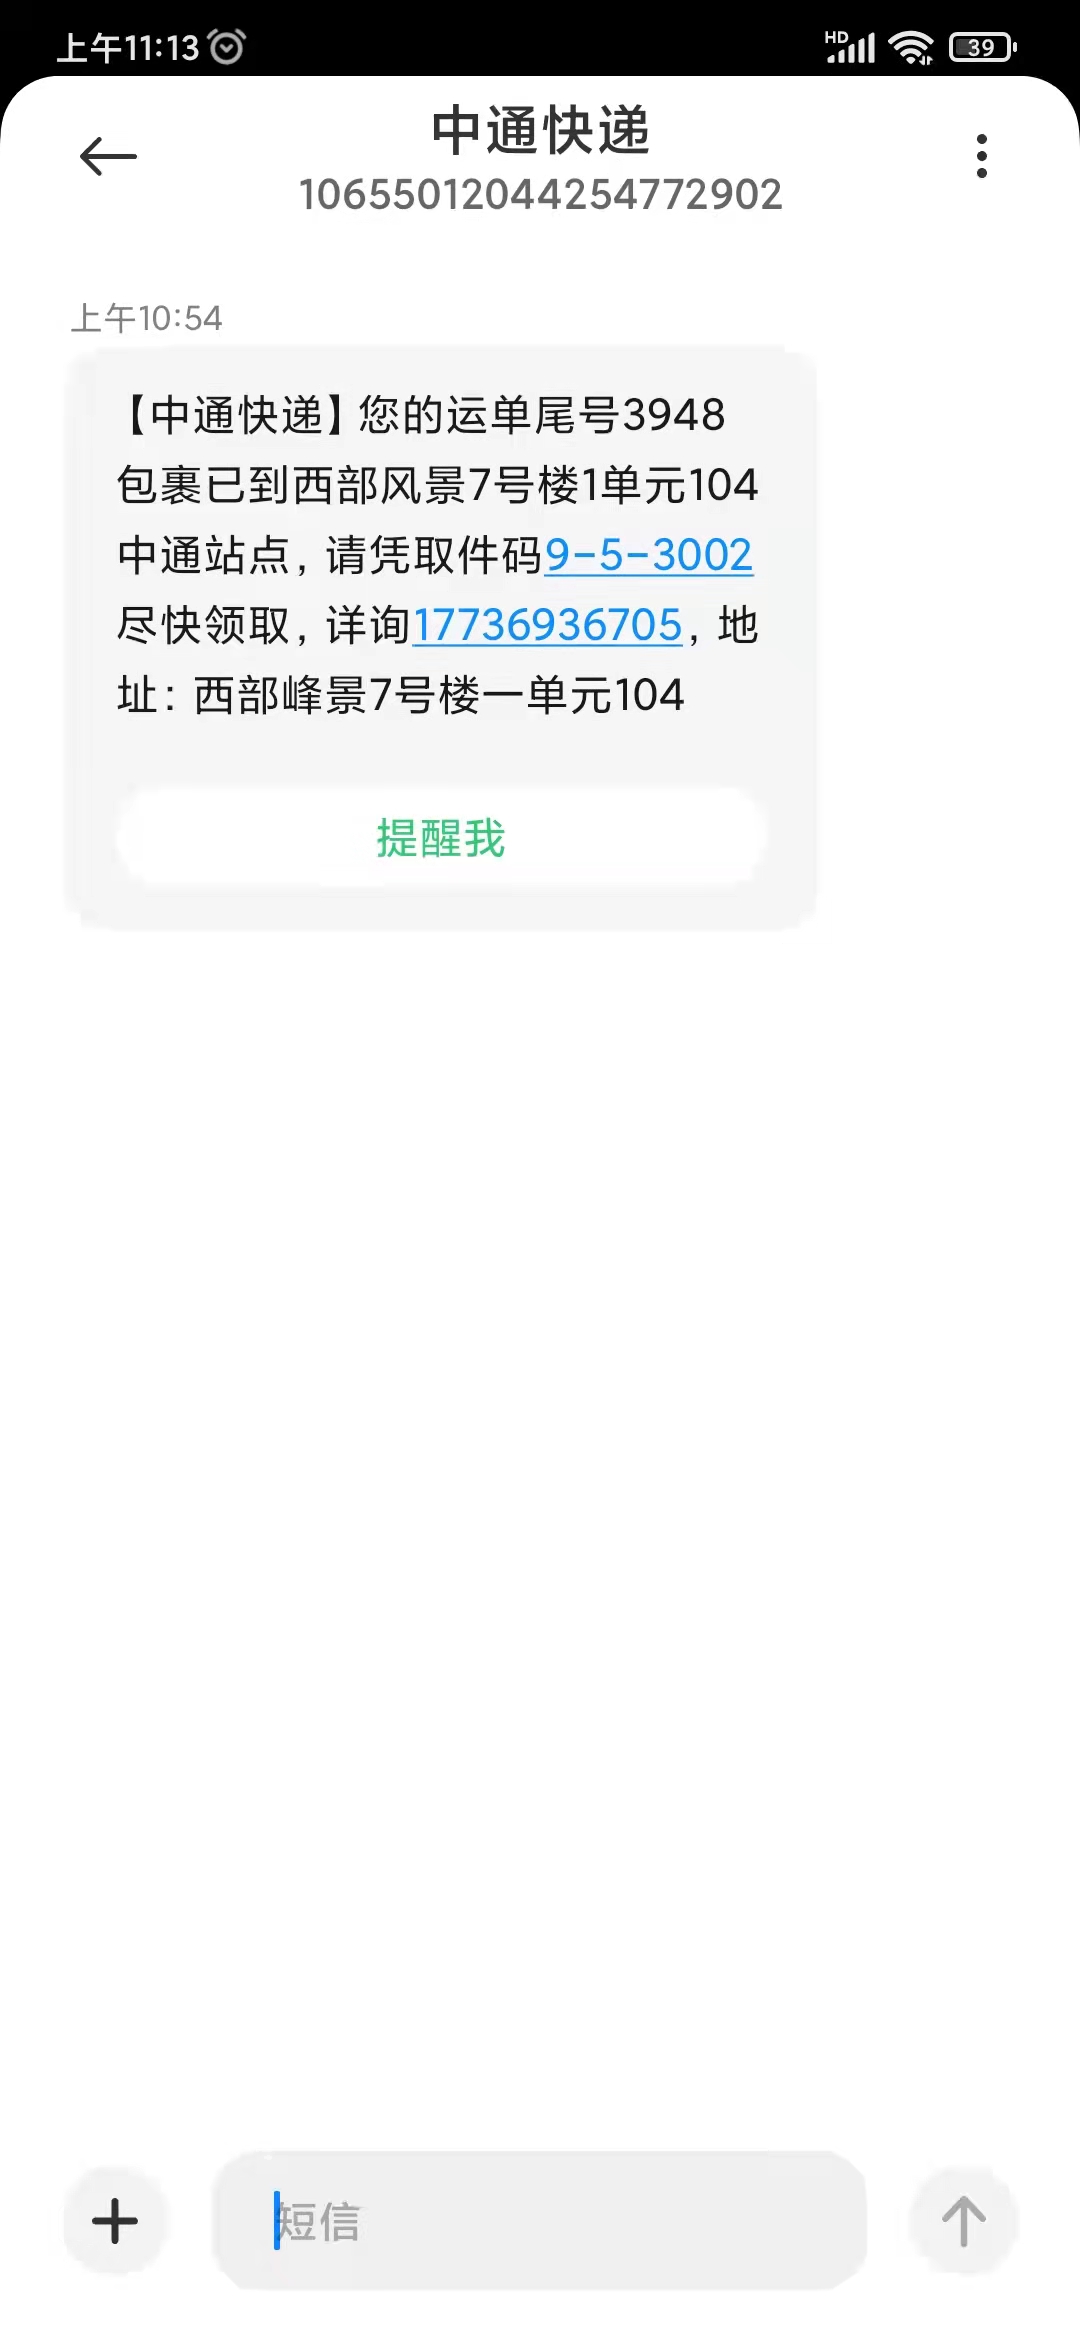 上午11:13
HD
39
中通快递
10655012044254772902
上午10:54
【中通快递】您的运单尾号3948
包裹已到西部风景7号楼1单元104
中通站点，请凭取件码9-5-3002
尽快领取，详询17736936705，地
址：西部峰景7号楼一单元104
提醒我
短信